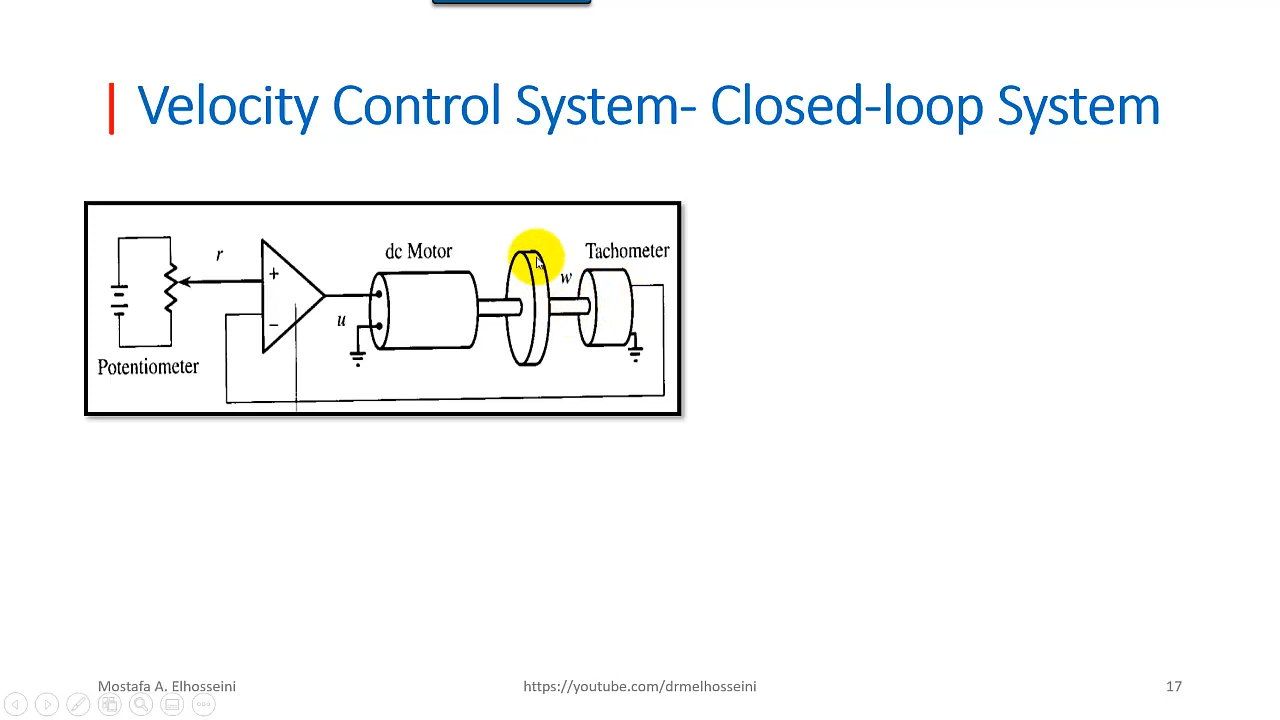 | Velocity Control System- Closed-loop System
r
dc Motor
Tachometer
w
+
−
u
Potentiometer
Mostafa A. Elhosseini
https://youtube.com/drmelhosseini
17